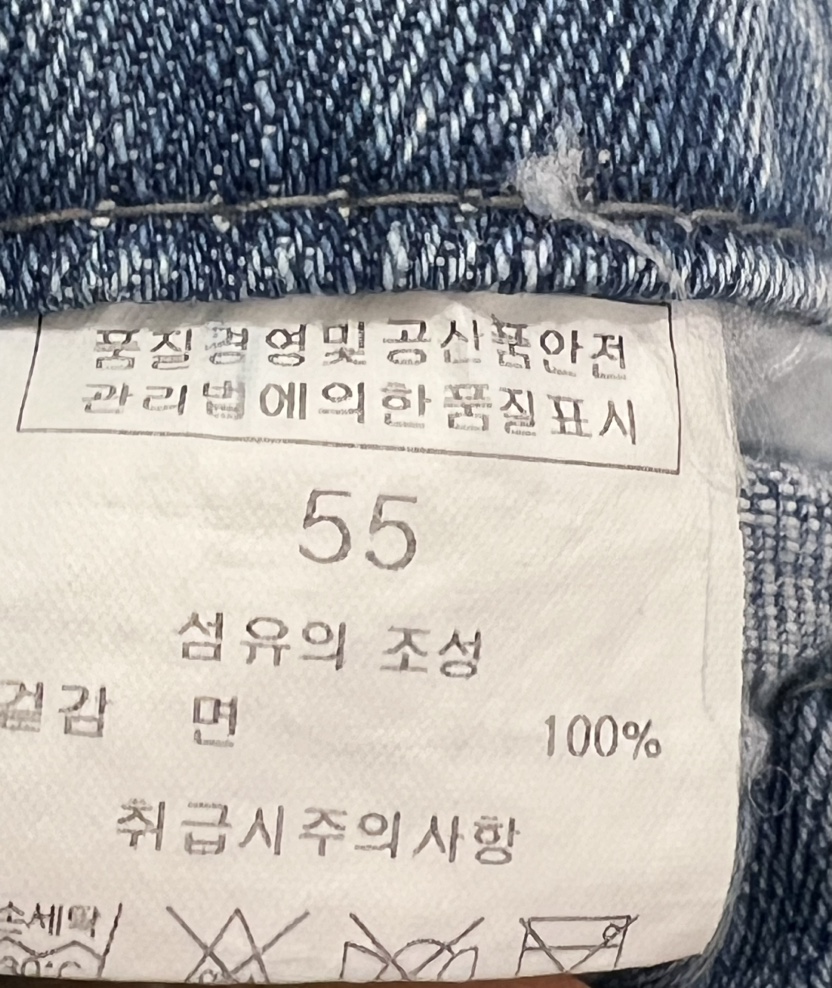 품질경영및 공산품안전
관리법에의한 품질표시
55
섬유의 조성
겉감 면 100%
취급시주의사항
손세탁
30°C